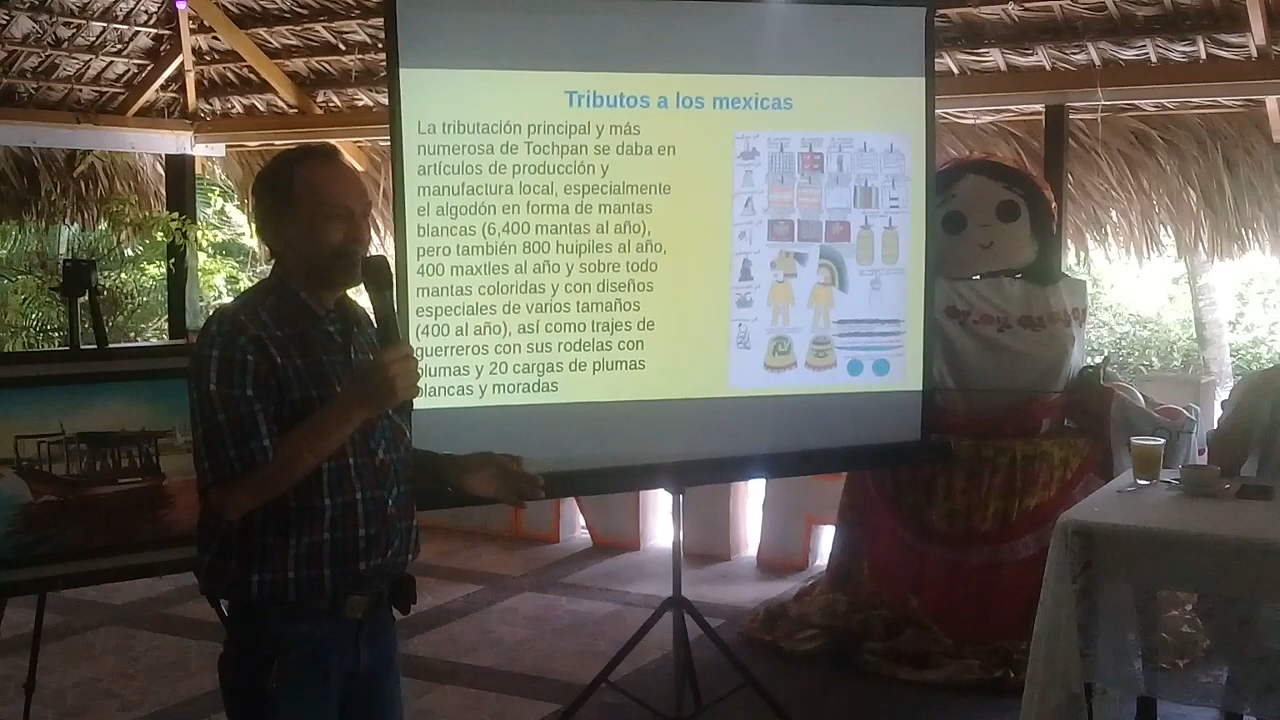 Tributos a los mexicas
La tributación principal y más
numerosa de Tochpan se daba en
artículos de producción y
manufactura local, especialmente
el algodón en forma de mantas
blancas (6,400 mantas al año),
pero también 800 huipiles al año,
400 maxtles al año y sobre todo
mantas coloridas y con diseños
especiales de varios tamaños
(400 al año), así como trajes de
guerreros con sus rodelas con
plumas y 20 cargas de plumas
blancas y moradas